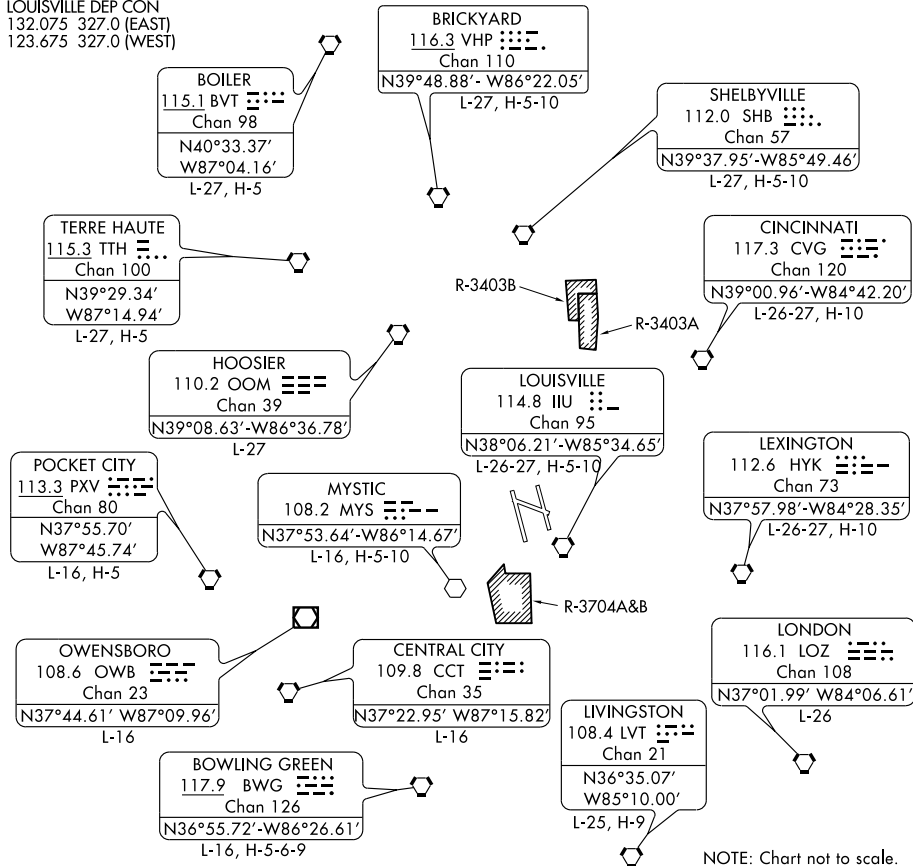 LOUISVILLE DEP CON
132.075 327.0 (EAST)
123.675 327.0 (WEST)
BRICKYARD
116.3 VHP
Chan 110
N39°48.88′- W86°22.05′
L-27, H-5-10
BOILER
115.1 BVT
Chan 98
N40°33.37′
W87°04.16′
L-27, H-5
SHELBYVILLE
112.0 SHB
Chan 57
N39°37.95′-W85°49.46′
L-27, H-5-10
TERRE HAUTE
115.3 TTH
Chan 100
N39°29.34′
W87°14.94′
L-27, H-5
CINCINNATI
117.3 CVG
Chan 120
N39°00.96′-W84°42.20′
L-26-27, H-10
R-3403B
R-3403A
HOOSIER
110.2 OOM
Chan 39
N39°08.63′-W86°36.78′
L-27
LOUISVILLE
114.8 IIU
Chan 95
N38°06.21′-W85°34.65′
L-26-27, H-5-10
LEXINGTON
112.6 HYK
Chan 73
N37°57.98′-W84°28.35′
L-26-27, H-10
POCKET CITY
113.3 PXV
Chan 80
N37°55.70′
W87°45.74′
L-16, H-5
MYSTIC
108.2 MYS
N37°53.64′-W86°14.67′
L-16, H-5-10
R-3704A&B
OWENSBORO
108.6 OWB
Chan 23
N37°44.61′ W87°09.96′
L-16
CENTRAL CITY
109.8 CCT
Chan 35
N37°22.95′ W87°15.82′
L-16
LONDON
116.1 LOZ
Chan 108
N37°01.99′ W84°06.61′
L-26
LIVINGSTON
108.4 LVT
Chan 21
N36°35.07′
W85°10.00′
L-25, H-9
BOWLING GREEN
117.9 BWG
Chan 126
N36°55.72′-W86°26.61′
L-16, H-5-6-9
NOTE: Chart not to scale.